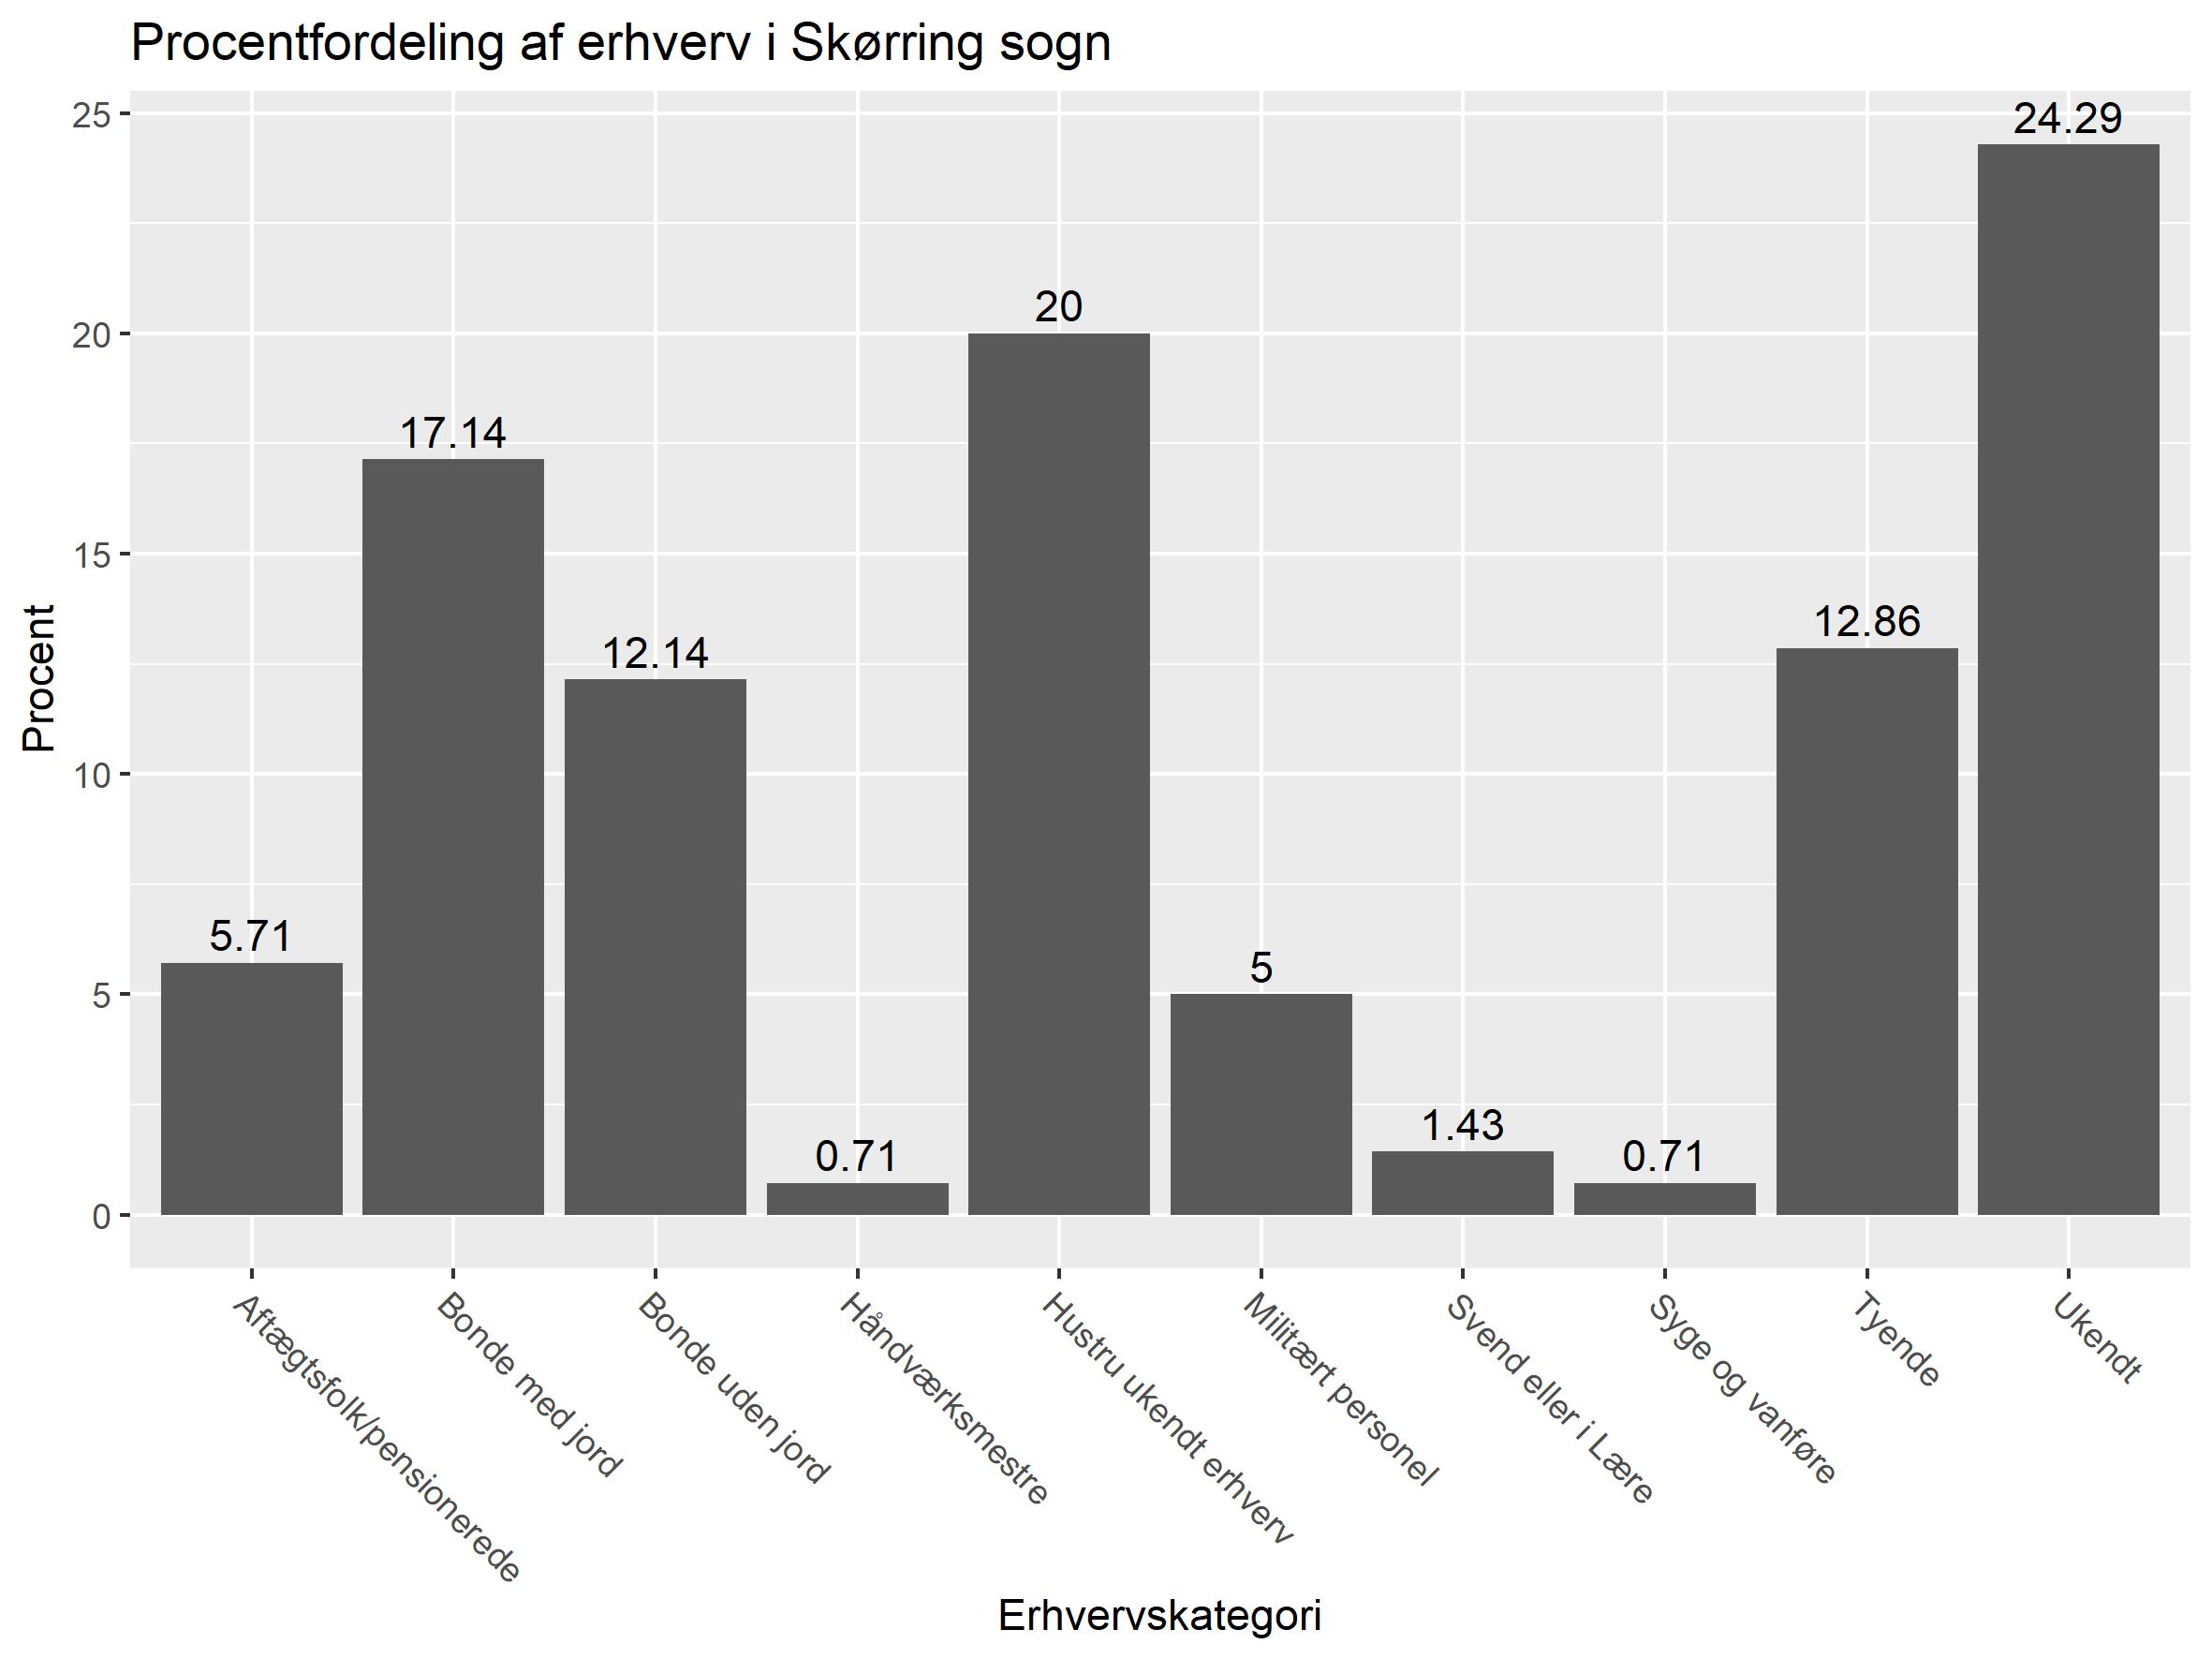 Procentfordeling af erhverv i Skørring sogn
Procent
25
20
15
10
5
0
5.71
17.14
12.14
0.71
20
5
1.43
0.71
12.86
24.29
Aftægtsfolk/pensionerede
Bonde med jord
Bonde uden jord
Håndværksmestre
Hustru ukendt erhverv
Militært personel
Svend eller i Lære
Syge og vanføre
Tyende
Ukendt
Erhvervskategori